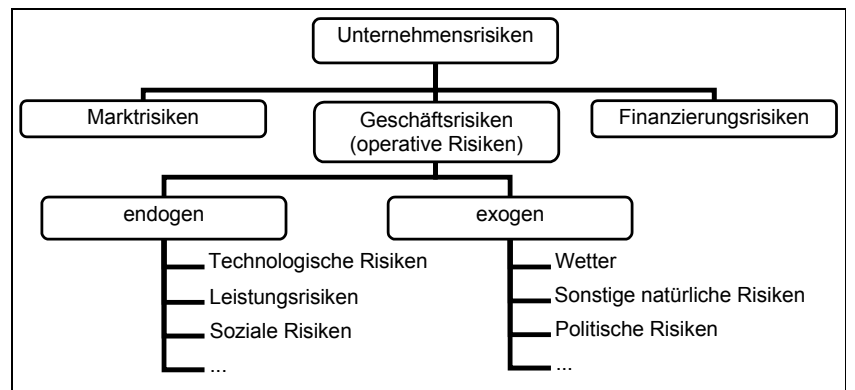 Unternehmensrisiken
Marktrisiken
Geschäftsrisiken
(operative Risiken)
Finanzierungsrisiken
endogen
exogen
Technologische Risiken
Leistungsrisiken
Soziale Risiken
...
Wetter
Sonstige natürliche Risiken
Politische Risiken
...